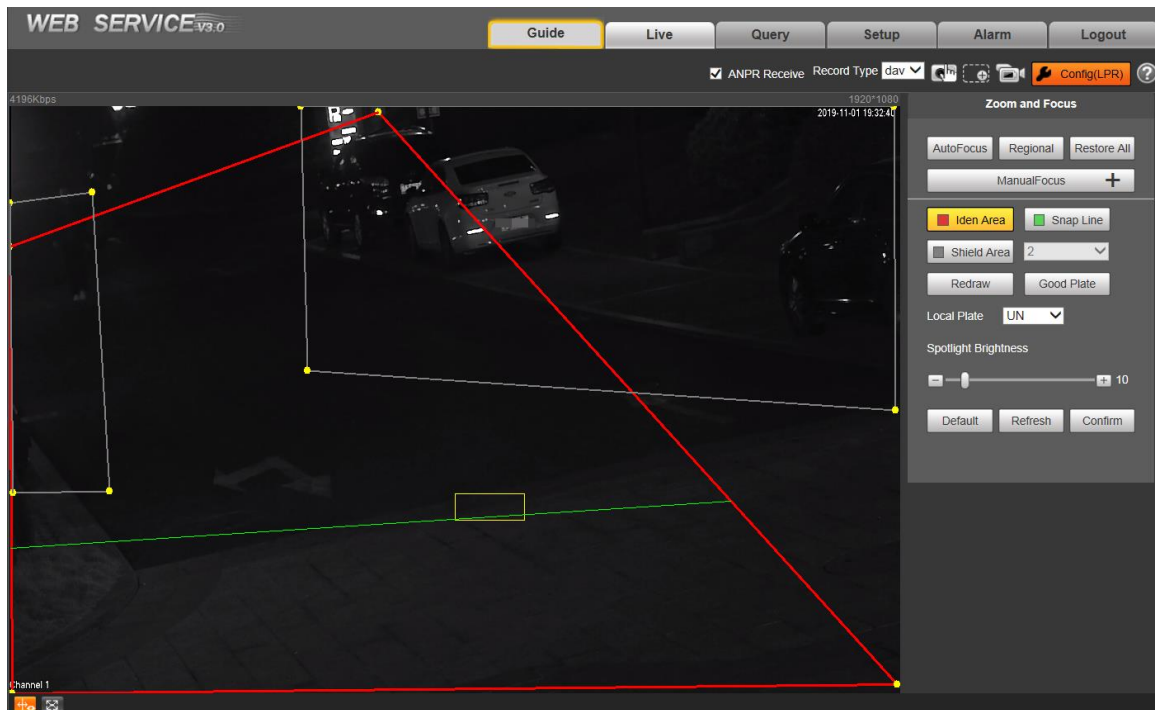 WEB SERVICE V3.0
Guide Live Query Setup Alarm Logout
ANPR Receive Record Type dav Config(LPR) ?
4196Kbps 1920*1080
2019-11-01 19:32:40
Zoom and Focus
AutoFocus Regional Restore All
ManualFocus +
Iden Area Snap Line
Shield Area 2
Redraw Good Plate
Local Plate UN
Spotlight Brightness
- + 10
Default Refresh Confirm
Channel 1